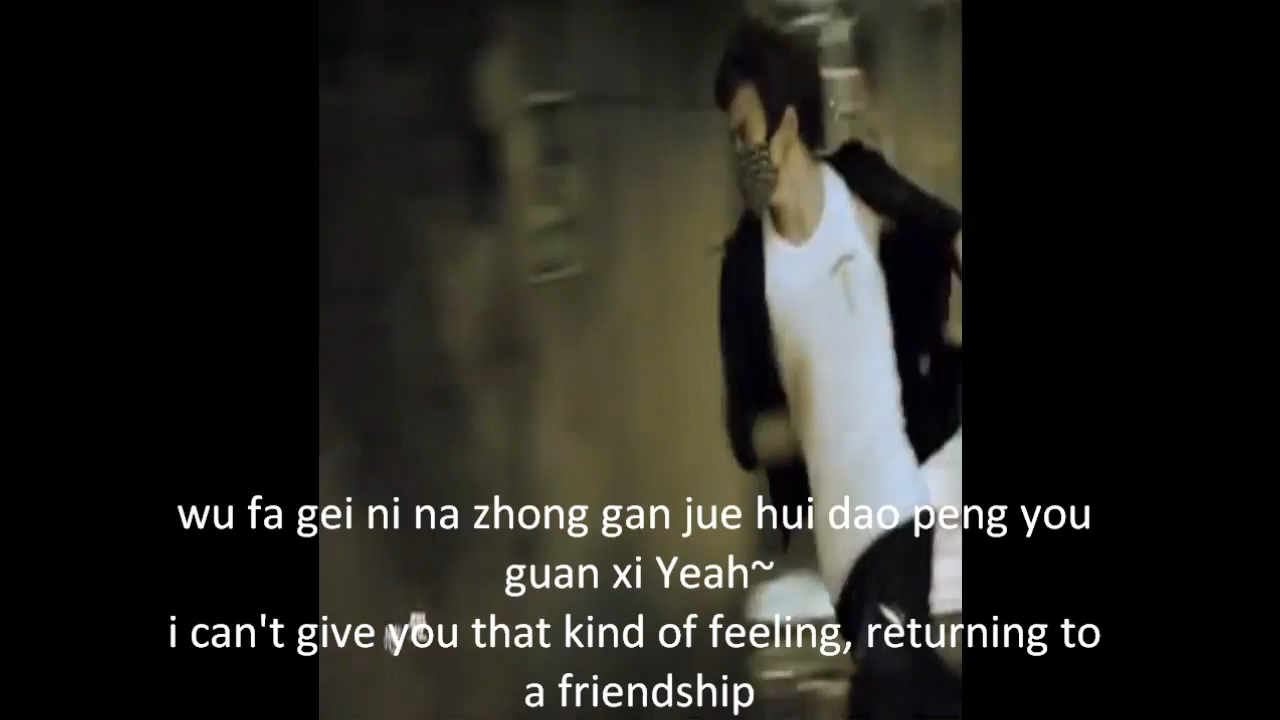 wu fa gei ni na zhong gan jue hui dao peng you
guan xi Yeah~
i can't give you that kind of feeling, returning to
a friendship